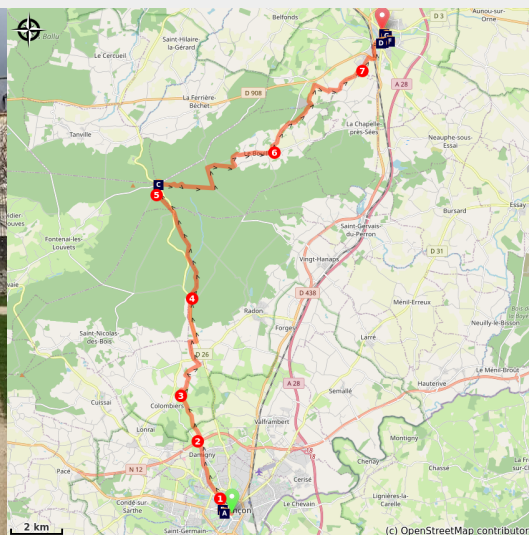 Bollu
Belfonds
D 3
Aunou-sur-
Orne
Saint-Hilaire-
la-Gérard
Le Cercueil
G
D
F
7
A 28
D 908
La Ferrière-
Béchet
La Chapelle-
près-Sées
Tanville
Neauphe-sous-
Essai
6
C
5
Essay
Bursard
Saint-Gervais-
du-Perron
Fontenai-les-
Louvets
Vingt-Hanaps
D 31
D 438
4
Ménil-Erreux
Radon
Neuilly-le-Bisson
Forges
Saint-Nicolas-
des-Bois
D 26
Larré
Le Ménil-Brout
A 28
Semallé
Hauterive
3
Cuissai
Colombiers
Valframbert
Lonrai
2
Montigny
Damigny
Chenay
Pacé
Chassé
N 12
Cerisé
1
Condé-sur-
Sarthe
Le Chevain
Lignières-la-
Carelle
A
Saint-Germain-
2 km
(c) OpenStreetMap contributor